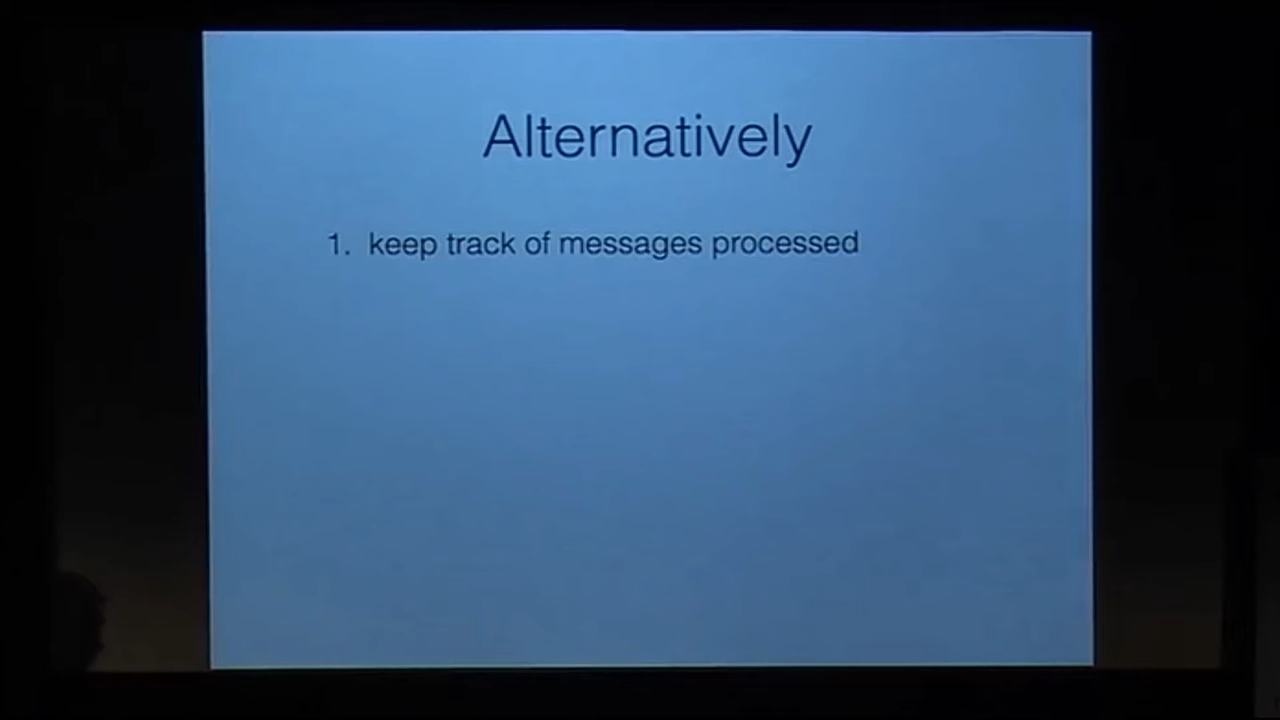 Alternatively
1. keep track of messages processed